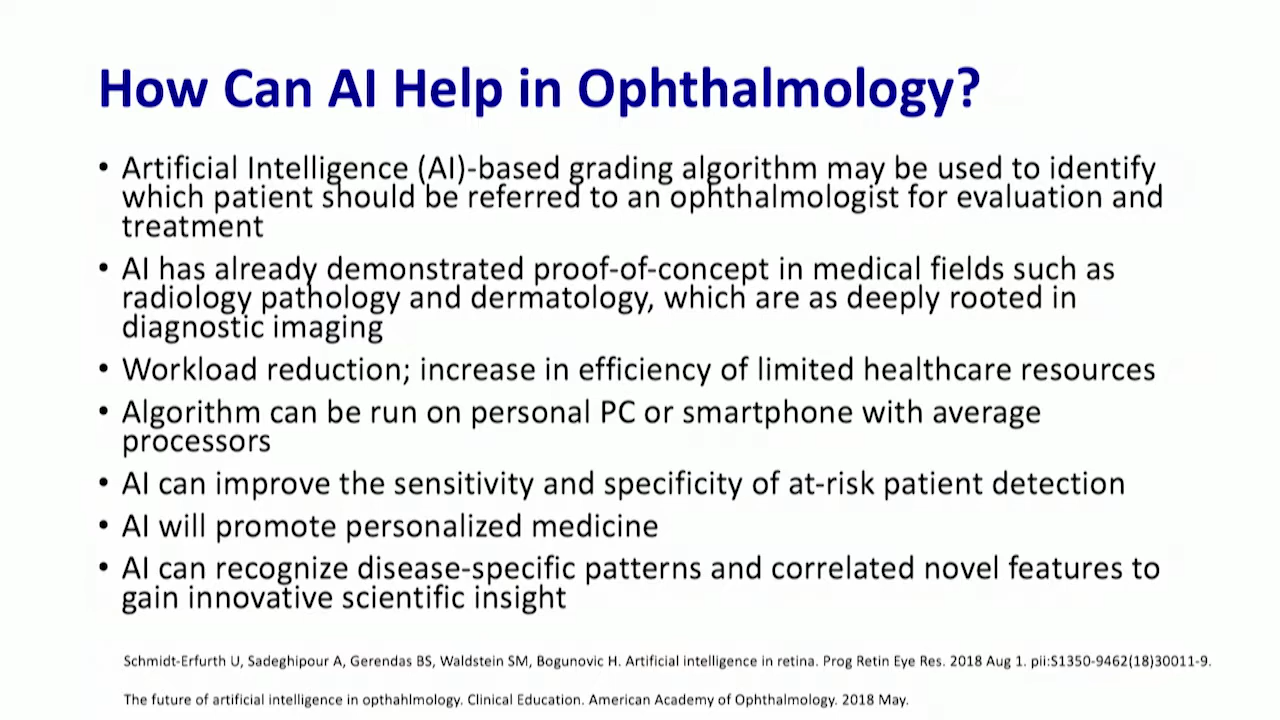 How Can AI Help in Ophthalmology?
• Artificial Intelligence (AI)-based grading algorithm may be used to identify
which patient should be referred to an ophthalmologist for evaluation and
treatment
• AI has already demonstrated proof-of-concept in medical fields such as
radiology pathology and dermatology, which are as deeply rooted in
diagnostic imaging
• Workload reduction; increase in efficiency of limited healthcare resources
• Algorithm can be run on personal PC or smartphone with average
processors
• AI can improve the sensitivity and specificity of at-risk patient detection
• AI will promote personalized medicine
• AI can recognize disease-specific patterns and correlated novel features to
gain innovative scientific insight
Schmidt-Erfurth U, Sadeghipour A, Gerendas BS, Waldstein SM, Bogunovic H. Artificial intelligence in retina. Prog Retin Eye Res. 2018 Aug 1. pii:S1350-9462(18)30011-9.
The future of artificial intelligence in opthahlmology. Clinical Education. American Academy of Ophthalmology. 2018 May.